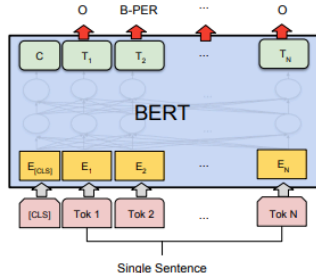 O B-PER ... O
C T1 T2 ... TN
BERT
E[CLS] E1 E2 ... EN
[CLS] Tok 1 Tok 2 ... Tok N
Single Sentence